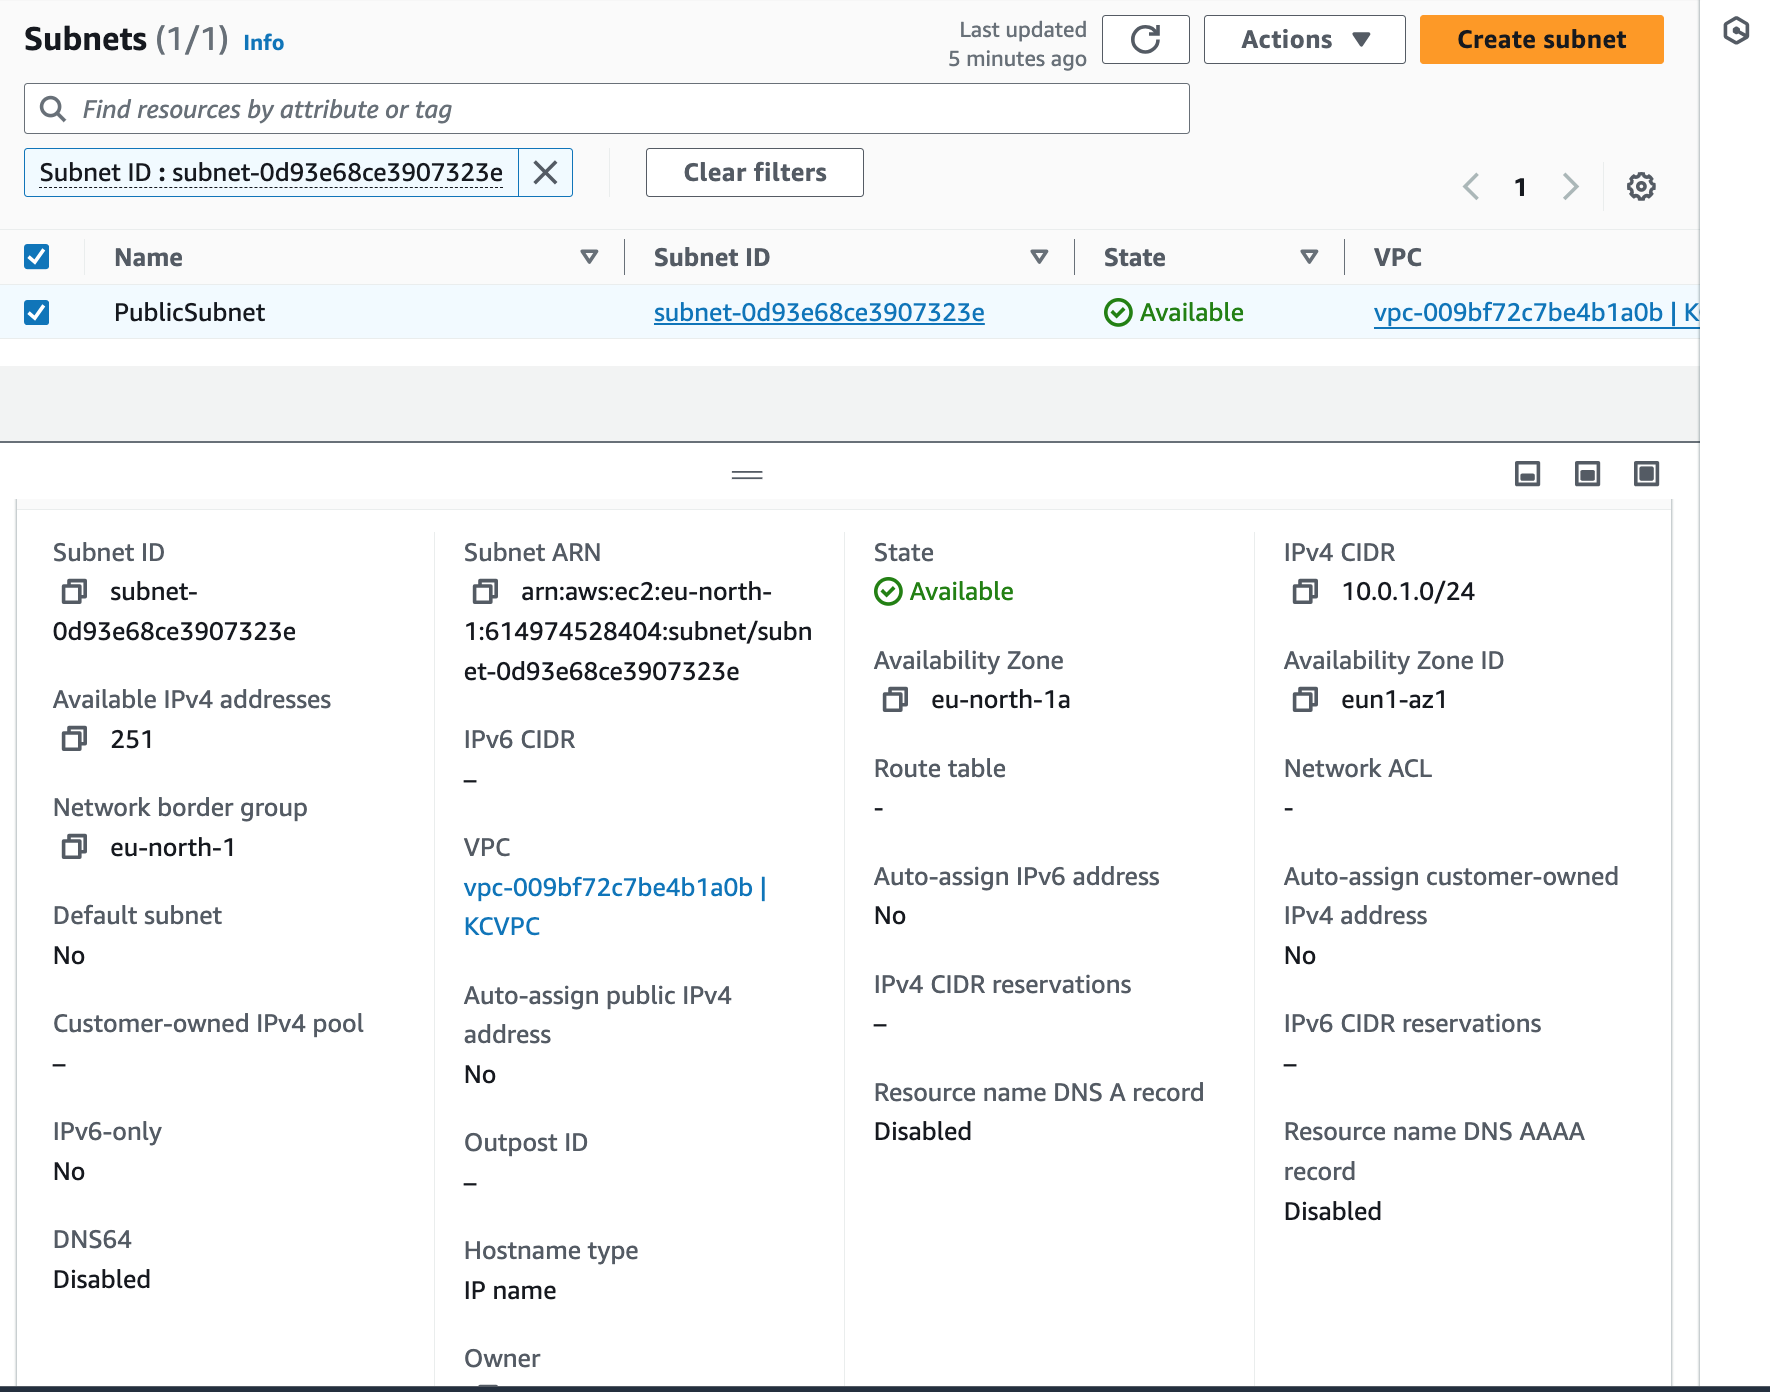 Subnets (1/1) Info
Last updated
5 minutes ago
Actions
Create subnet
Find resources by attribute or tag
Subnet ID : subnet-0d93e68ce3907323e
Clear filters
1
Name
Subnet ID
State
VPC
PublicSubnet
subnet-0d93e68ce3907323e
Available
vpc-009bf72c7be4b1a0b | K
Subnet ID
subnet-
0d93e68ce3907323e
Available IPv4 addresses
251
Network border group
eu-north-1
Default subnet
No
Customer-owned IPv4 pool
–
IPv6-only
No
DNS64
Disabled
Subnet ARN
arn:aws:ec2:eu-north-
1:614974528404:subnet/subn
et-0d93e68ce3907323e
IPv6 CIDR
–
VPC
vpc-009bf72c7be4b1a0b |
KCVPC
Auto-assign public IPv4
address
No
Outpost ID
–
Hostname type
IP name
Owner
State
Available
Availability Zone
eu-north-1a
Route table
-
Auto-assign IPv6 address
No
IPv4 CIDR reservations
–
Resource name DNS A record
Disabled
IPv4 CIDR
10.0.1.0/24
Availability Zone ID
eun1-az1
Network ACL
-
Auto-assign customer-owned
IPv4 address
No
IPv6 CIDR reservations
–
Resource name DNS AAAA
record
Disabled